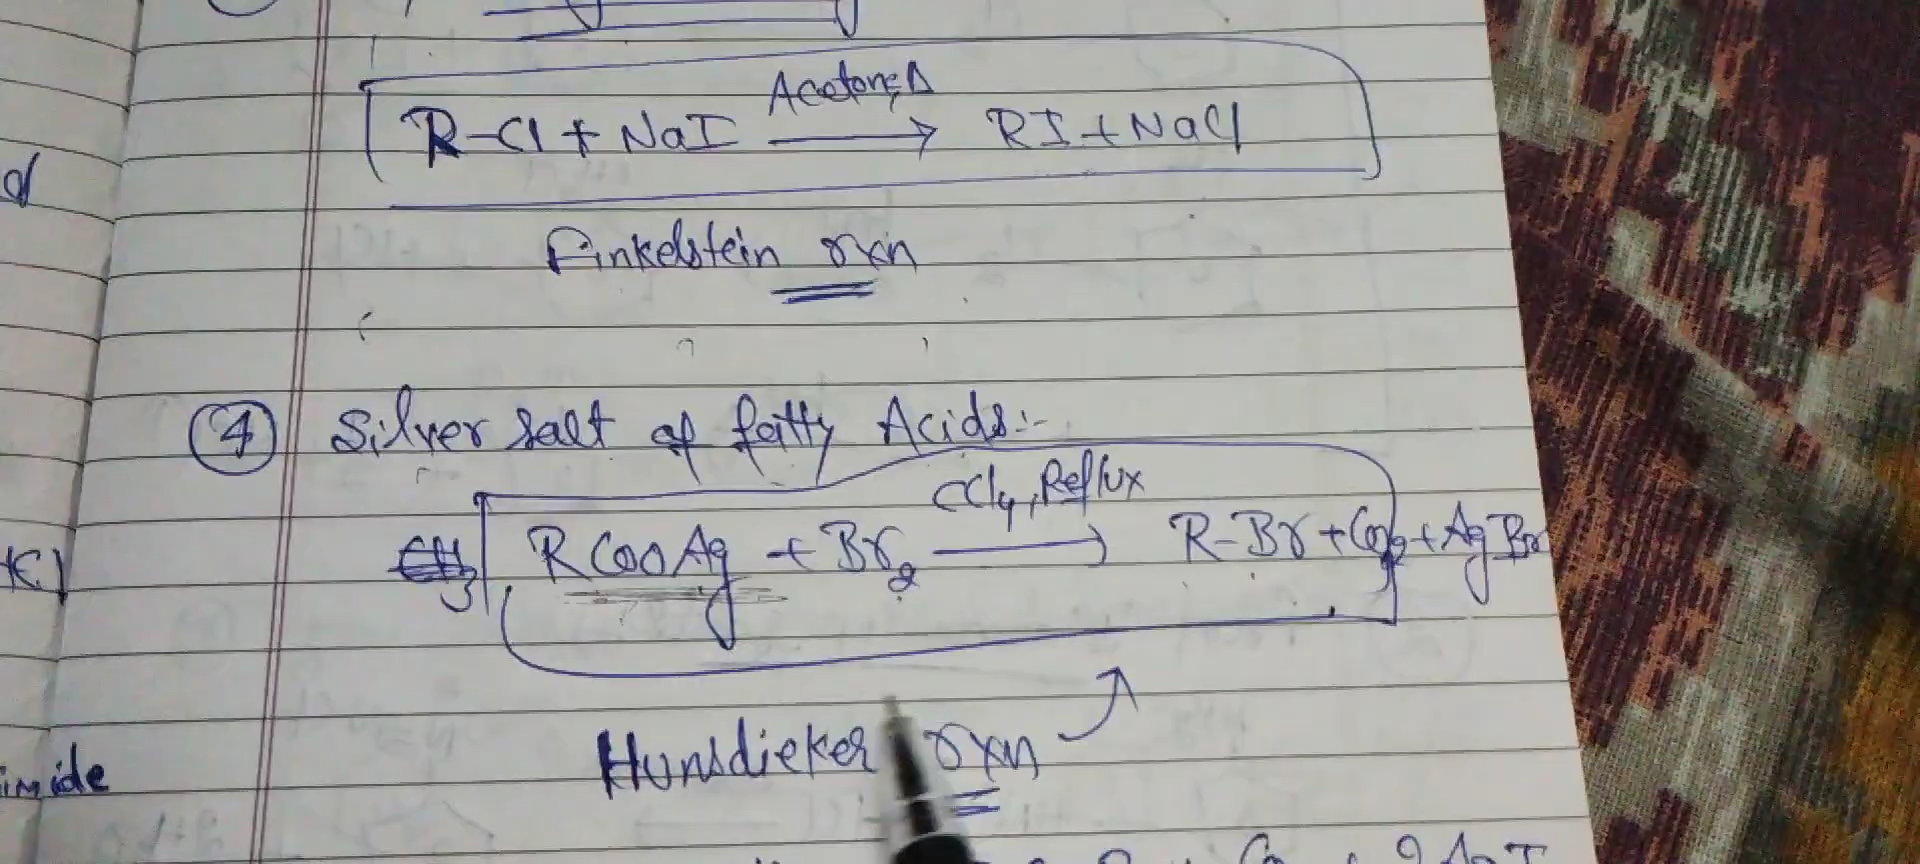 Acetone, Δ
R-Cl + NaI ⟶ RI + NaCl
Finkelstein rxn
④ Silver salt of fatty Acids:-
CCl4, Reflux
RCOOAg + Br2 ⟶ R-Br + CO2 + AgBr
Hunsdieker rxn
imide